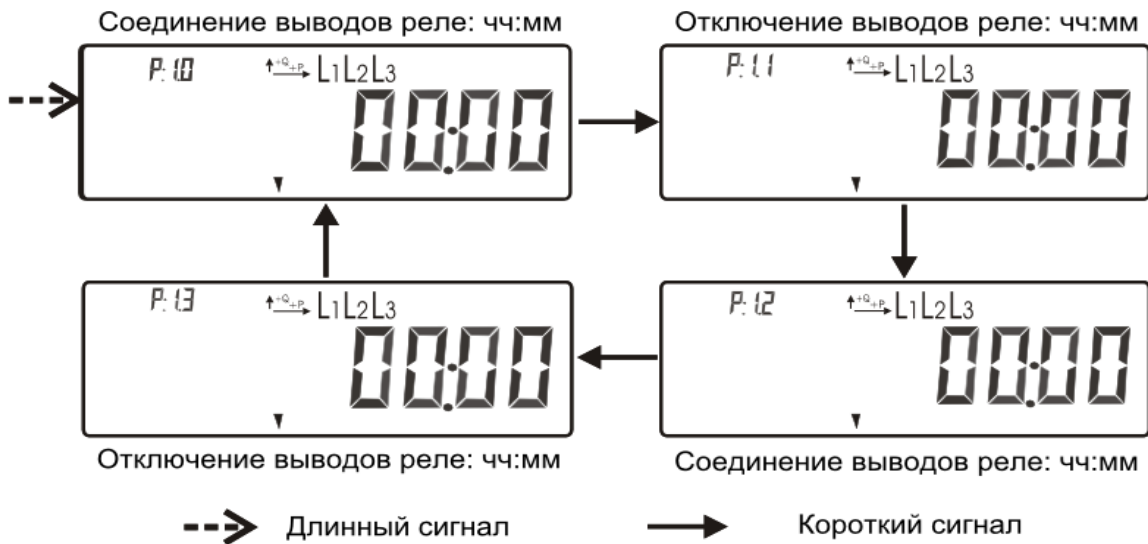 Соединение выводов реле: чч:мм
Отключение выводов реле: чч:мм
P: 1.0 +Q +P L1L2L3
00:00
P: 1.1 +Q +P L1L2L3
00:00
P: 1.3 +Q +P L1L2L3
00:00
P: 1.2 +Q +P L1L2L3
00:00
Отключение выводов реле: чч:мм
Соединение выводов реле: чч:мм
Длинный сигнал
Короткий сигнал